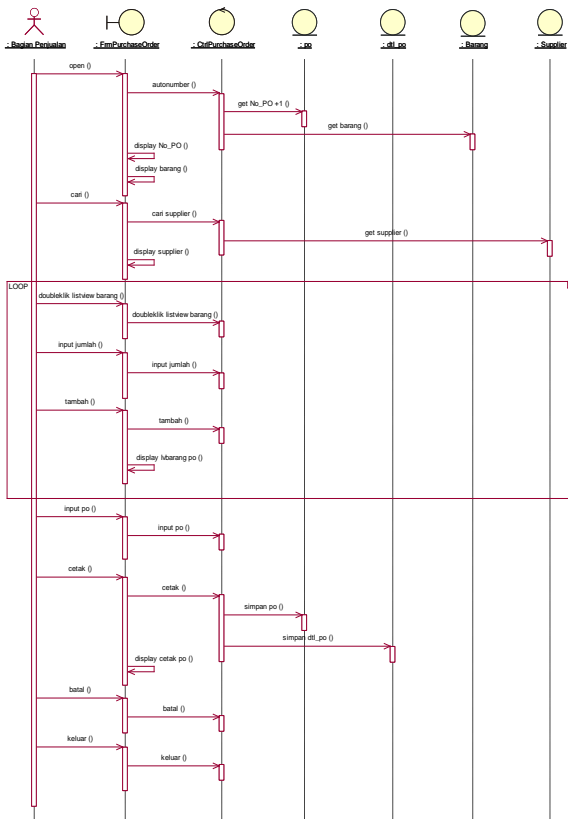 : Bagian Penjualan
: FrmPurchaseOrder
: CtrlPurchaseOrder
: po
: dtl_po
: Barang
: Supplier
open ()
autonumber ()
get No_PO +1 ()
get barang ()
display No_PO ()
display barang ()
cari ()
cari supplier ()
get supplier ()
display supplier ()
LOOP
doubleklik listview barang ()
doubleklik listview barang ()
input jumlah ()
input jumlah ()
tambah ()
tambah ()
display lvbarang po ()
input po ()
input po ()
cetak ()
cetak ()
simpan po ()
simpan dtl_po ()
display cetak po ()
batal ()
batal ()
keluar ()
keluar ()